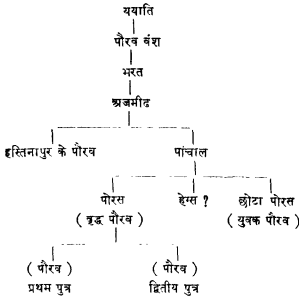 ययाति
पौरव वंश
भरत
अजमीढ
हस्तिनापुर के पौरव पांचाल
पोरस हेग्स ? छोटा पोरस
( वृद्ध पौरव ) ( युवक पौरव )
( पौरव ) ( पौरव )
प्रथम पुत्र द्वितीय पुत्र